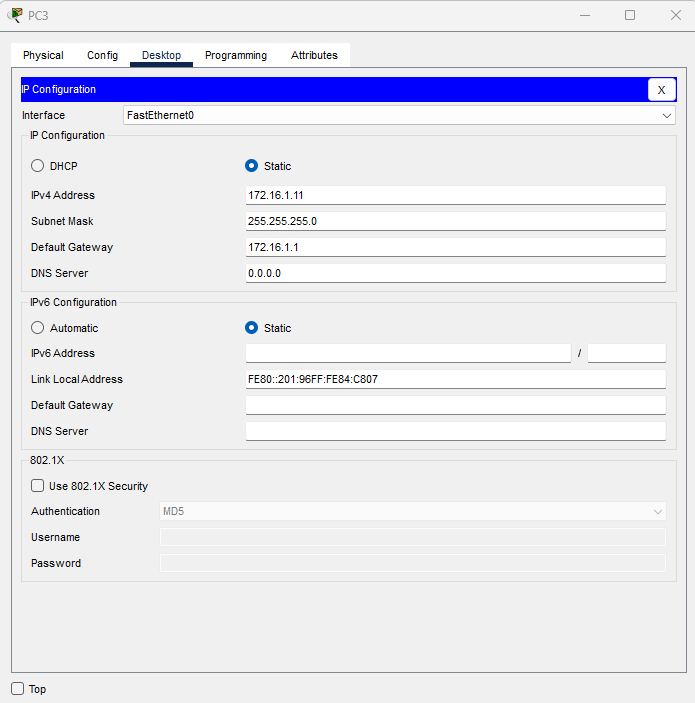 PC3
Physical Config Desktop Programming Attributes
IP Configuration X
Interface FastEthernet0
IP Configuration
DHCP Static
IPv4 Address 172.16.1.11
Subnet Mask 255.255.255.0
Default Gateway 172.16.1.1
DNS Server 0.0.0.0
IPv6 Configuration
Automatic Static
IPv6 Address /
Link Local Address FE80::201:96FF:FE84:C807
Default Gateway
DNS Server
802.1X
Use 802.1X Security
Authentication MD5
Username
Password
Top